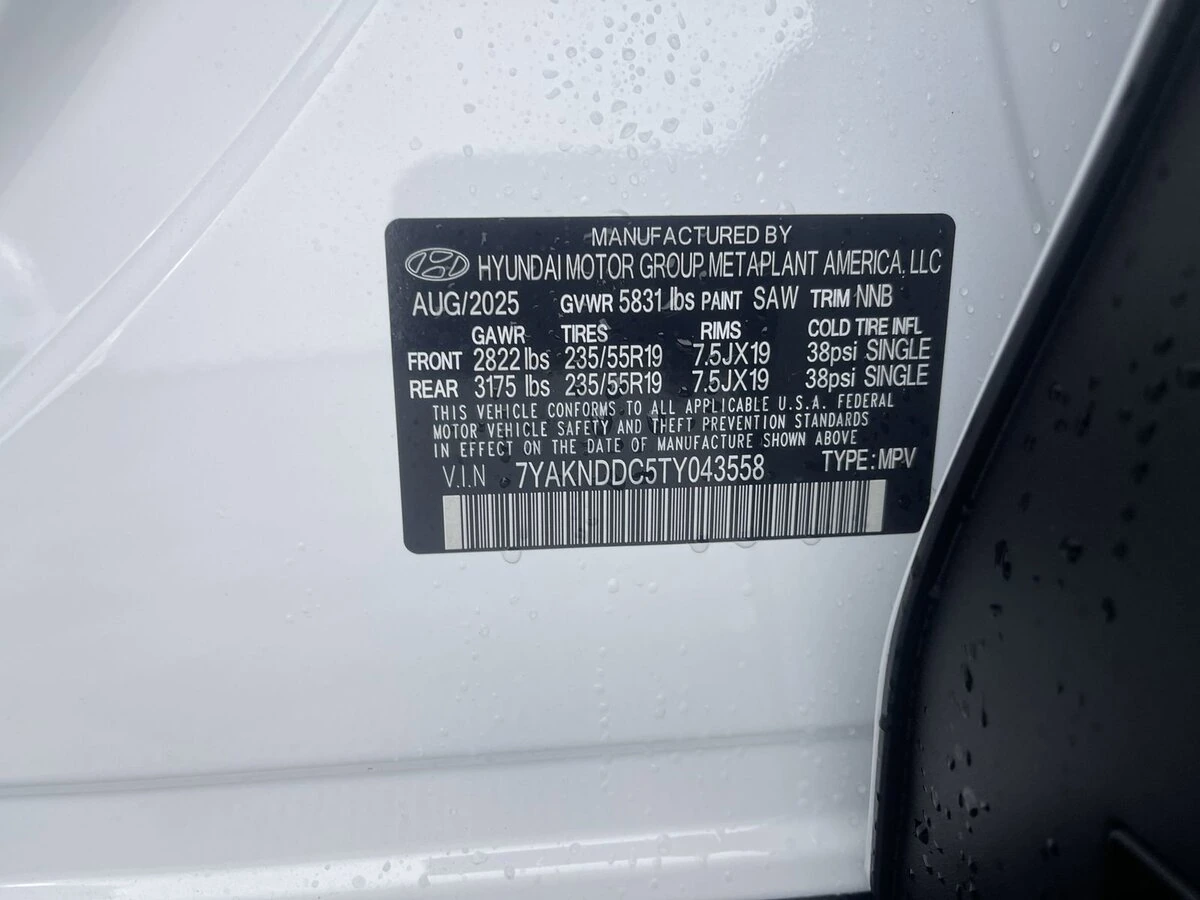 MANUFACTURED BY
HYUNDAI MOTOR GROUP METAPLANT AMERICA, LLC
AUG/2025 GVWR 5831 lbs PAINT SAW TRIM NNB
GAWR TIRES RIMS COLD TIRE INFL
FRONT 2822 lbs 235/55R19 7.5JX19 38psi SINGLE
REAR 3175 lbs 235/55R19 7.5JX19 38psi SINGLE
THIS VEHICLE CONFORMS TO ALL APPLICABLE U.S.A. FEDERAL
MOTOR VEHICLE SAFETY AND THEFT PREVENTION STANDARDS
IN EFFECT ON THE DATE OF MANUFACTURE SHOWN ABOVE
V.I.N 7YAKNDDC5TY043558 TYPE: MPV